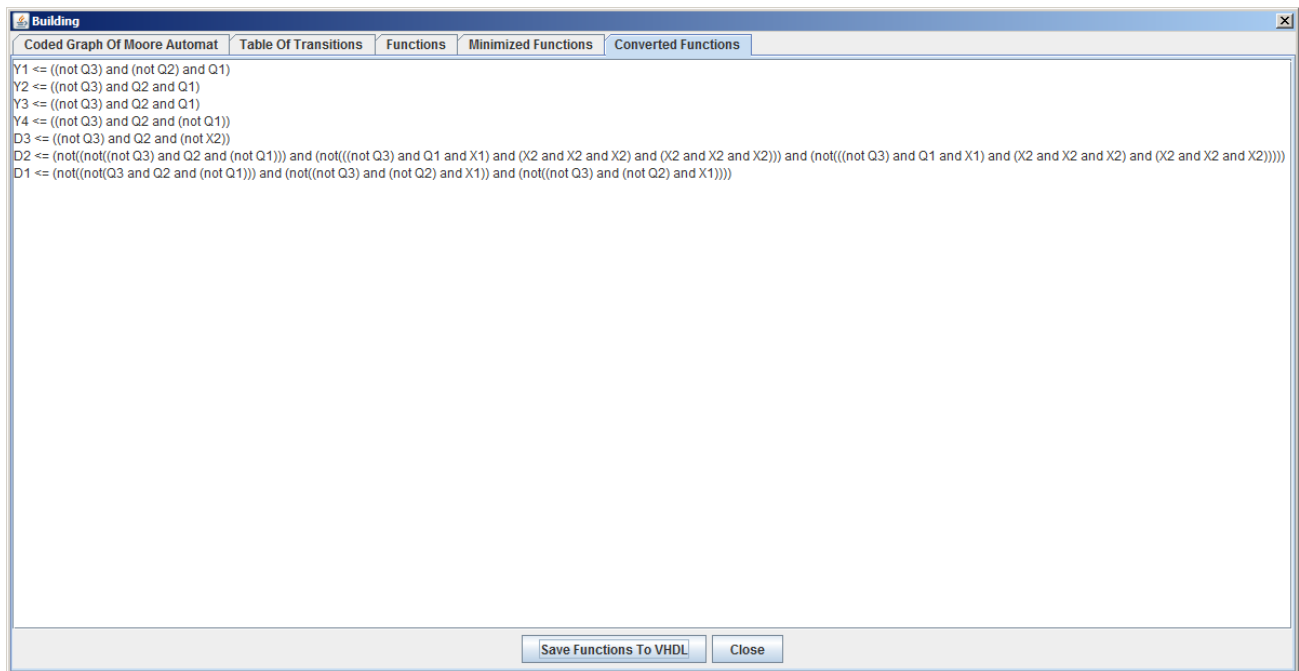 Building
Coded Graph Of Moore Automat Table Of Transitions Functions Minimized Functions Converted Functions
Y1 <= ((not Q3) and (not Q2) and Q1)
Y2 <= ((not Q3) and Q2 and Q1)
Y3 <= ((not Q3) and Q2 and Q1)
Y4 <= ((not Q3) and Q2 and (not Q1))
D3 <= ((not Q3) and Q2 and (not X2))
D2 <= (not((not((not Q3) and Q2 and (not Q1))) and (not(((not Q3) and Q1 and X1) and (X2 and X2 and X2) and (X2 and X2 and X2))) and (not(((not Q3) and Q1 and X1) and (X2 and X2 and X2) and (X2 and X2 and X2)))))
D1 <= (not((not(Q3 and Q2 and (not Q1))) and (not((not Q3) and (not Q2) and X1)) and (not((not Q3) and (not Q2) and X1))))
Save Functions To VHDL Close